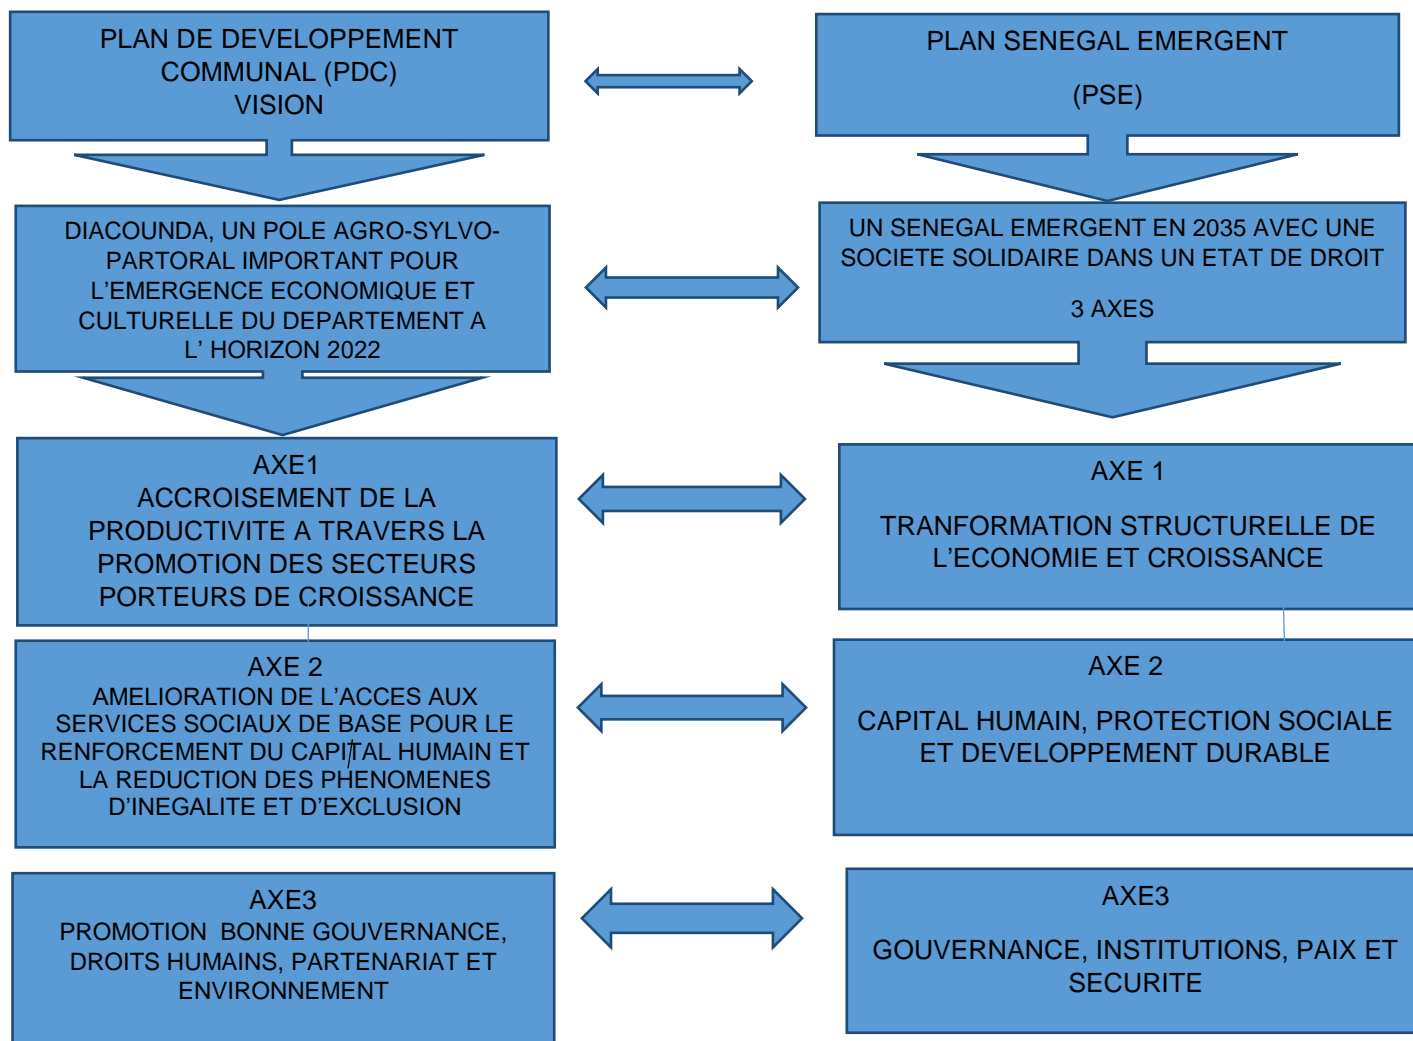 PLAN DE DEVELOPPEMENT
COMMUNAL (PDC)
VISION
PLAN SENEGAL EMERGENT
(PSE)
DIACOUNDA, UN POLE AGRO-SYLVO-
PARTORAL IMPORTANT POUR
L'EMERGENCE ECONOMIQUE ET
CULTURELLE DU DEPARTEMENT A
L' HORIZON 2022
UN SENEGAL EMERGENT EN 2035 AVEC UNE
SOCIETE SOLIDAIRE DANS UN ETAT DE DROIT
3 AXES
AXE1
ACCROISEMENT DE LA
PRODUCTIVITE A TRAVERS LA
PROMOTION DES SECTEURS
PORTEURS DE CROISSANCE
AXE 1
TRANFORMATION STRUCTURELLE DE
L'ECONOMIE ET CROISSANCE
AXE 2
AMELIORATION DE L'ACCES AUX
SERVICES SOCIAUX DE BASE POUR LE
RENFORCEMENT DU CAPITAL HUMAIN ET
LA REDUCTION DES PHENOMENES
D'INEGALITE ET D'EXCLUSION
AXE 2
CAPITAL HUMAIN, PROTECTION SOCIALE
ET DEVELOPPEMENT DURABLE
AXE3
PROMOTION  BONNE GOUVERNANCE,
DROITS HUMAINS, PARTENARIAT ET
ENVIRONNEMENT
AXE3
GOUVERNANCE, INSTITUTIONS, PAIX ET
SECURITE